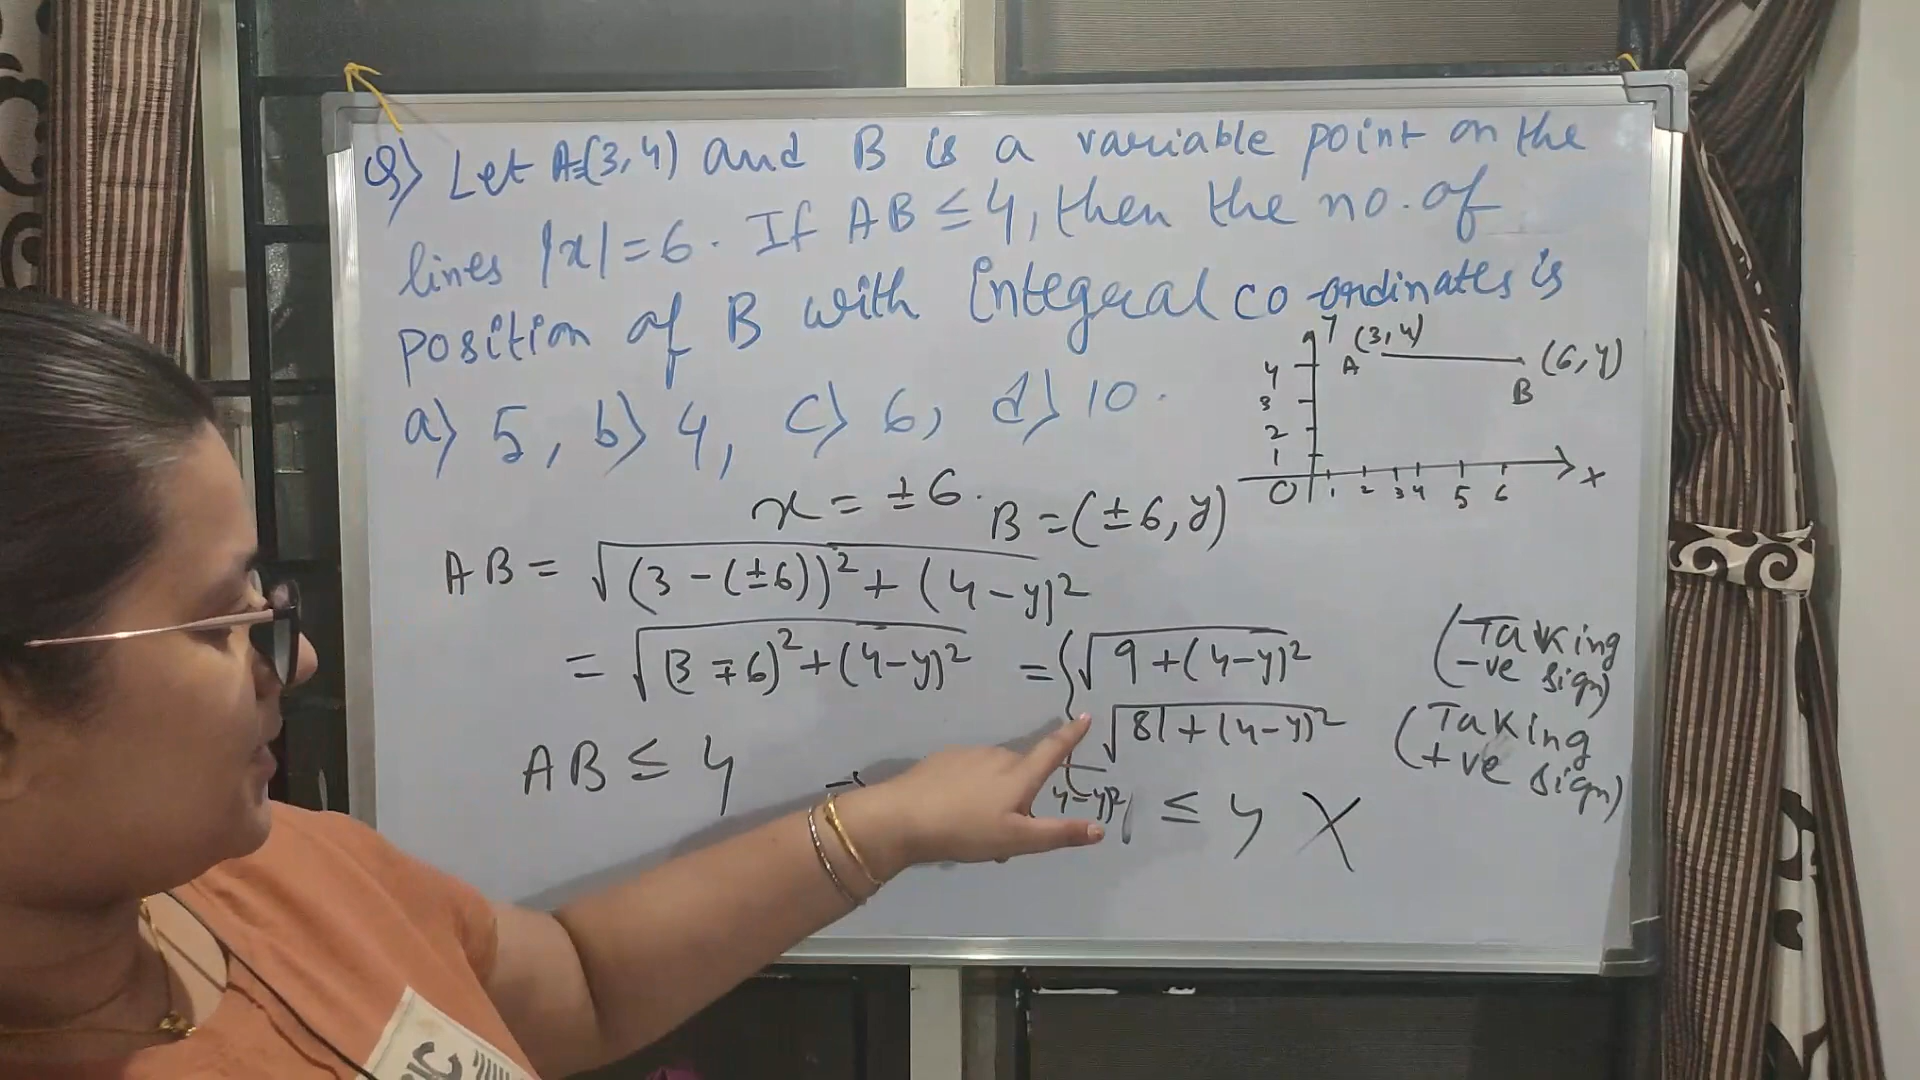 Q) Let A=(3,4) and B is a variable point on the
lines |x|=6. If AB ≤ 4, then the no. of
position of B with Integral co-ordinates is
a) 5, b) 4, c) 6, d) 10.
y
(3,4)
A
(6,y)
B
4
3
2
1
0 1 2 3 4 5 6 x
x = ±6. B = (±6, y)
AB = √(3-(±6))²+(4-y)²
= √(3∓6)²+(4-y)² = { √9+(4-y)² (Taking -ve sign)
√81+(4-y)² (Taking +ve sign)
AB ≤ 4
4-y)² ≤ 4 X